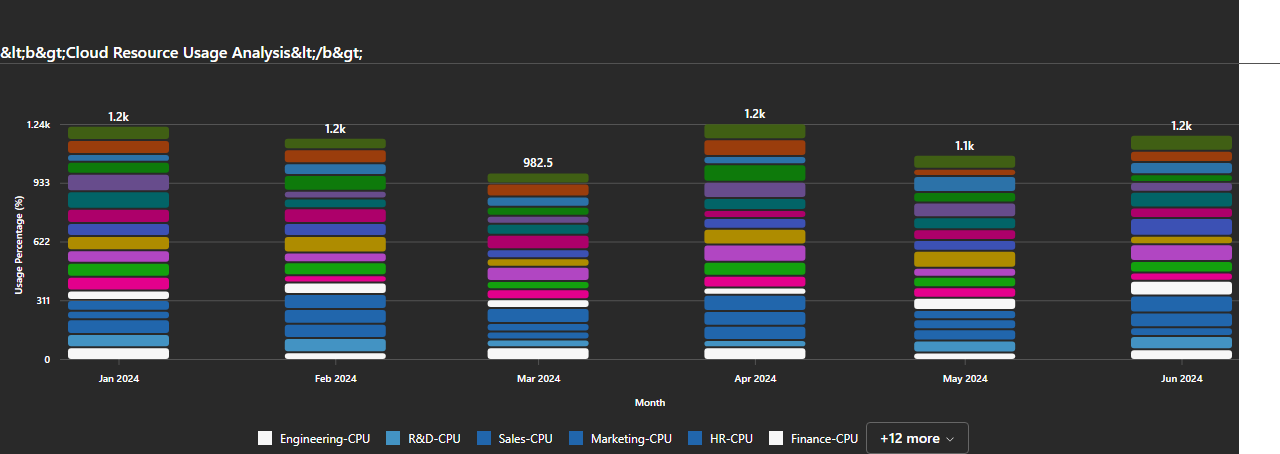 &lt;b&gt;Cloud Resource Usage Analysis&lt;/b&gt;
1.2k
1.2k
982.5
1.2k
1.1k
1.2k
1.24k
933
622
311
0
Usage Percentage (%)
Jan 2024
Feb 2024
Mar 2024
Apr 2024
May 2024
Jun 2024
Month
Engineering-CPU
R&D-CPU
Sales-CPU
Marketing-CPU
HR-CPU
Finance-CPU
+12 more